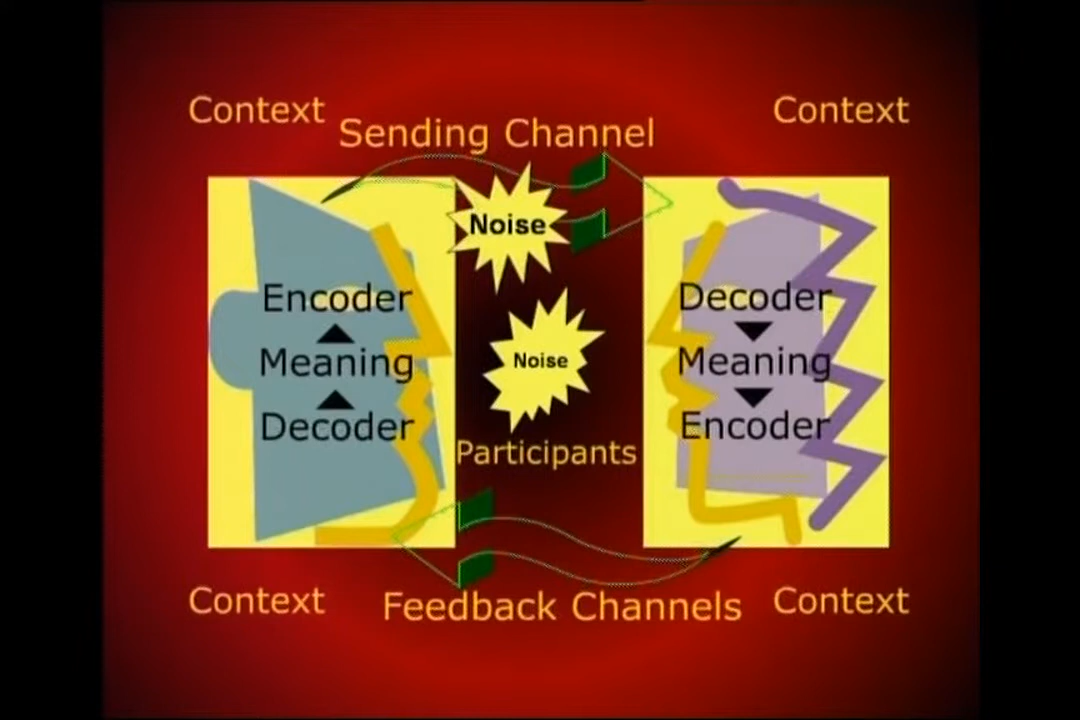 Context
Context
Sending Channel
Noise
Encoder
Meaning
Decoder
Noise
Participants
Decoder
Meaning
Encoder
Context
Feedback Channels
Context